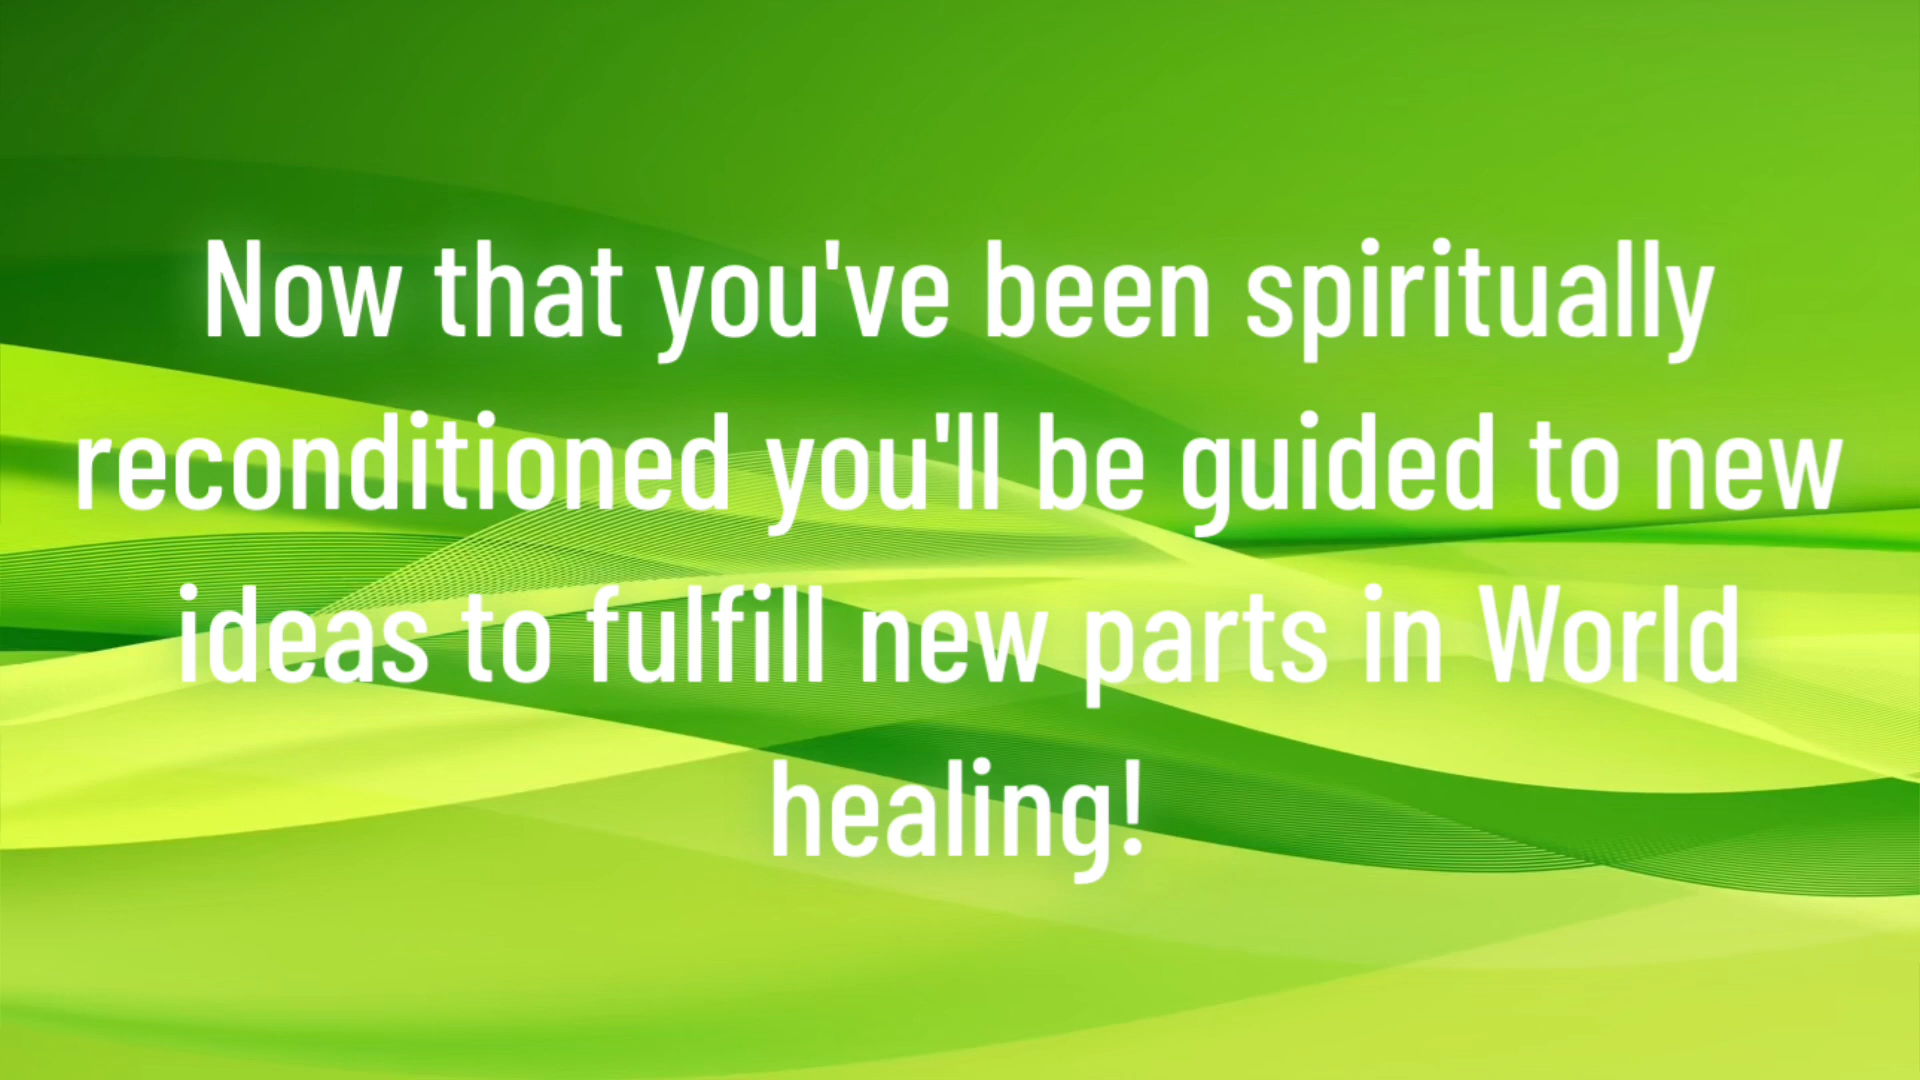 Now that you've been spiritually
reconditioned you'll be guided to new
ideas to fulfill new parts in World
healing!